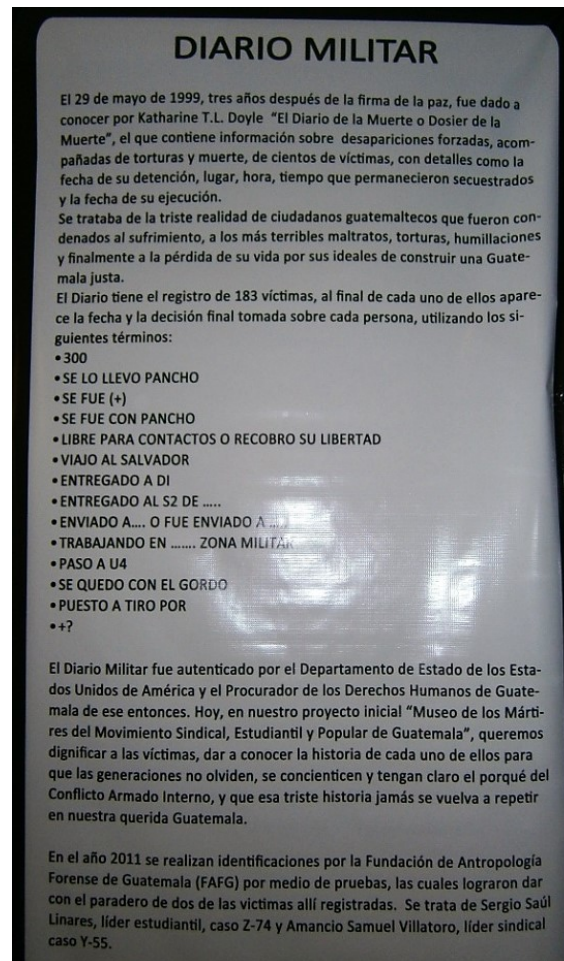 DIARIO MILITAR
El 29 de mayo de 1999, tres años después de la firma de la paz, fue dado a
conocer por Katharine T.L. Doyle "El Diario de la Muerte o Dosier de la
Muerte", el que contiene información sobre desapariciones forzadas, acom-
pañadas de torturas y muerte, de cientos de víctimas, con detalles como la
fecha de su detención, lugar, hora, tiempo que permanecieron secuestrados
y la fecha de su ejecución.
Se trataba de la triste realidad de ciudadanos guatemaltecos que fueron con-
denados al sufrimiento, a los más terribles maltratos, torturas, humillaciones
y finalmente a la pérdida de su vida por sus ideales de construir una Guate-
mala justa.
El Diario tiene el registro de 183 víctimas, al final de cada uno de ellos apare-
ce la fecha y la decisión final tomada sobre cada persona, utilizando los si-
guientes términos:
•300
•SE LO LLEVO PANCHO
•SE FUE (+)
•SE FUE CON PANCHO
•LIBRE PARA CONTACTOS O RECOBRO SU LIBERTAD
•VIAJO AL SALVADOR
•ENTREGADO A DI
•ENTREGADO AL S2 DE .....
•ENVIADO A.... O FUE ENVIADO A ....
•TRABAJANDO EN ....... ZONA MILITAR
•PASO A U4
•SE QUEDO CON EL GORDO
•PUESTO A TIRO POR
•+?
El Diario Militar fue autenticado por el Departamento de Estado de los Esta-
dos Unidos de América y el Procurador de los Derechos Humanos de Guate-
mala de ese entonces. Hoy, en nuestro proyecto inicial "Museo de los Márti-
res del Movimiento Sindical, Estudiantil y Popular de Guatemala", queremos
dignificar a las víctimas, dar a conocer la historia de cada uno de ellos para
que las generaciones no olviden, se concienticen y tengan claro el porqué del
Conflicto Armado Interno, y que esa triste historia jamás se vuelva a repetir
en nuestra querida Guatemala.
En el año 2011 se realizan identificaciones por la Fundación de Antropología
Forense de Guatemala (FAFG) por medio de pruebas, las cuales lograron dar
con el paradero de dos de las victimas allí registradas. Se trata de Sergio Saúl
Linares, líder estudiantil, caso Z-74 y Amancio Samuel Villatoro, líder sindical
caso Y-55.